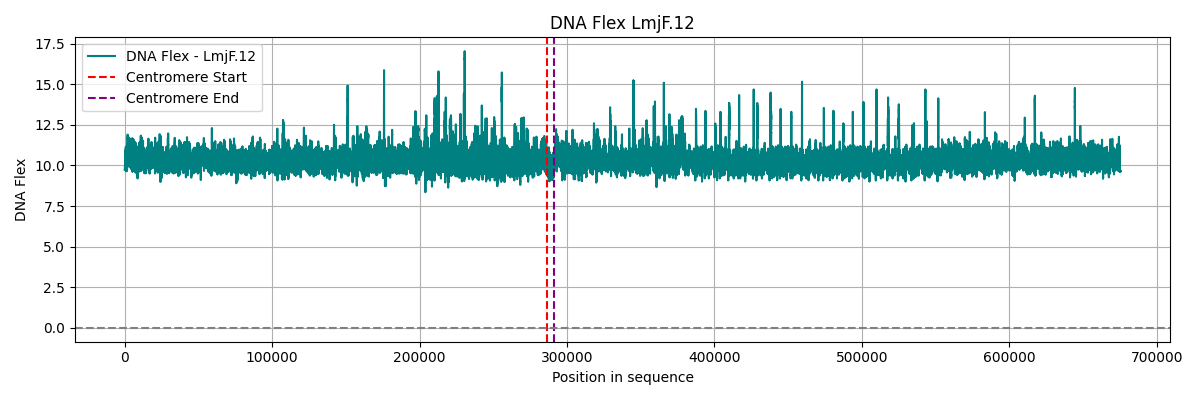 DNA Flex LmjF.12
DNA Flex - LmjF.12
Centromere Start
Centromere End
17.5
15.0
12.5
10.0
7.5
5.0
2.5
0.0
DNA Flex
0
100000
200000
300000
400000
500000
600000
700000
Position in sequence